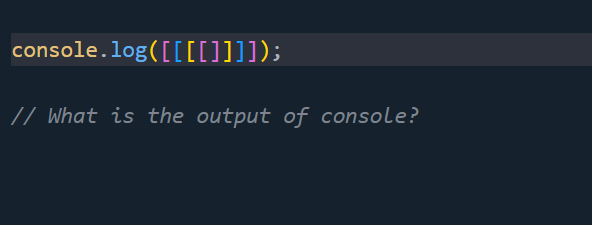 console.log([[[[]]]]);
// What is the output of console?